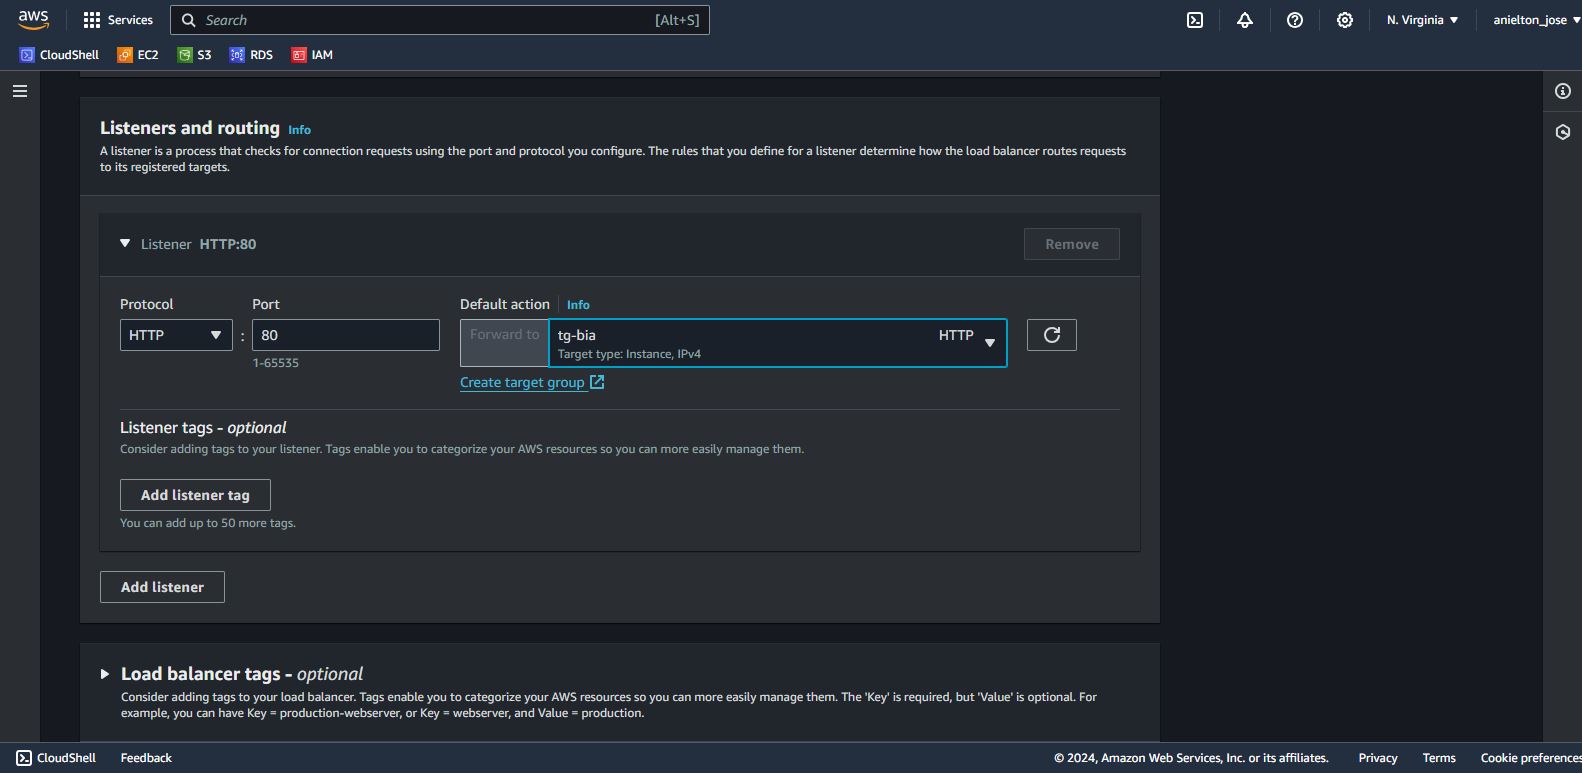 aws
Services
Search
[Alt+S]
N. Virginia
anielton_jose
CloudShell
EC2
S3
RDS
IAM
Listeners and routing Info
A listener is a process that checks for connection requests using the port and protocol you configure. The rules that you define for a listener determine how the load balancer routes requests
to its registered targets.
Listener HTTP:80
Remove
Protocol
Port
Default action
Info
HTTP
:
80
Forward to
tg-bia
HTTP
Target type: Instance, IPv4
1-65535
Create target group
Listener tags - optional
Consider adding tags to your listener. Tags enable you to categorize your AWS resources so you can more easily manage them.
Add listener tag
You can add up to 50 more tags.
Add listener
Load balancer tags - optional
Consider adding tags to your load balancer. Tags enable you to categorize your AWS resources so you can more easily manage them. The 'Key' is required, but 'Value' is optional. For
example, you can have Key = production-webserver, or Key = webserver, and Value = production.
CloudShell
Feedback
© 2024, Amazon Web Services, Inc. or its affiliates.
Privacy
Terms
Cookie preferences